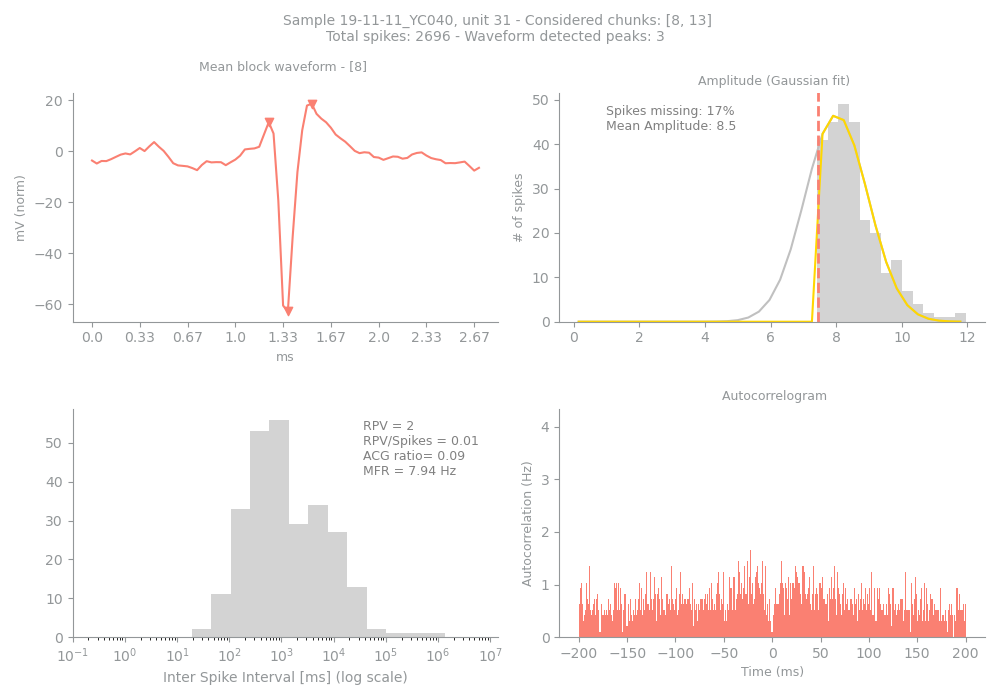 Sample 19-11-11_YC040, unit 31 - Considered chunks: [8, 13]
Total spikes: 2696 - Waveform detected peaks: 3
Mean block waveform - [8]
20
0
−20
−40
−60
mV (norm)
0.0 0.33 0.67 1.0 1.33 1.67 2.0 2.33 2.67
ms
Amplitude (Gaussian fit)
Spikes missing: 17%
Mean Amplitude: 8.5
50
40
30
20
10
0
# of spikes
0 2 4 6 8 10 12
RPV = 2
RPV/Spikes = 0.01
ACG ratio= 0.09
MFR = 7.94 Hz
50
40
30
20
10
0
10−1 100 101 102 103 104 105 106 107
Inter Spike Interval [ms] (log scale)
Autocorrelogram
4
3
2
1
0
Autocorrelation (Hz)
−200 −150 −100 −50 0 50 100 150 200
Time (ms)